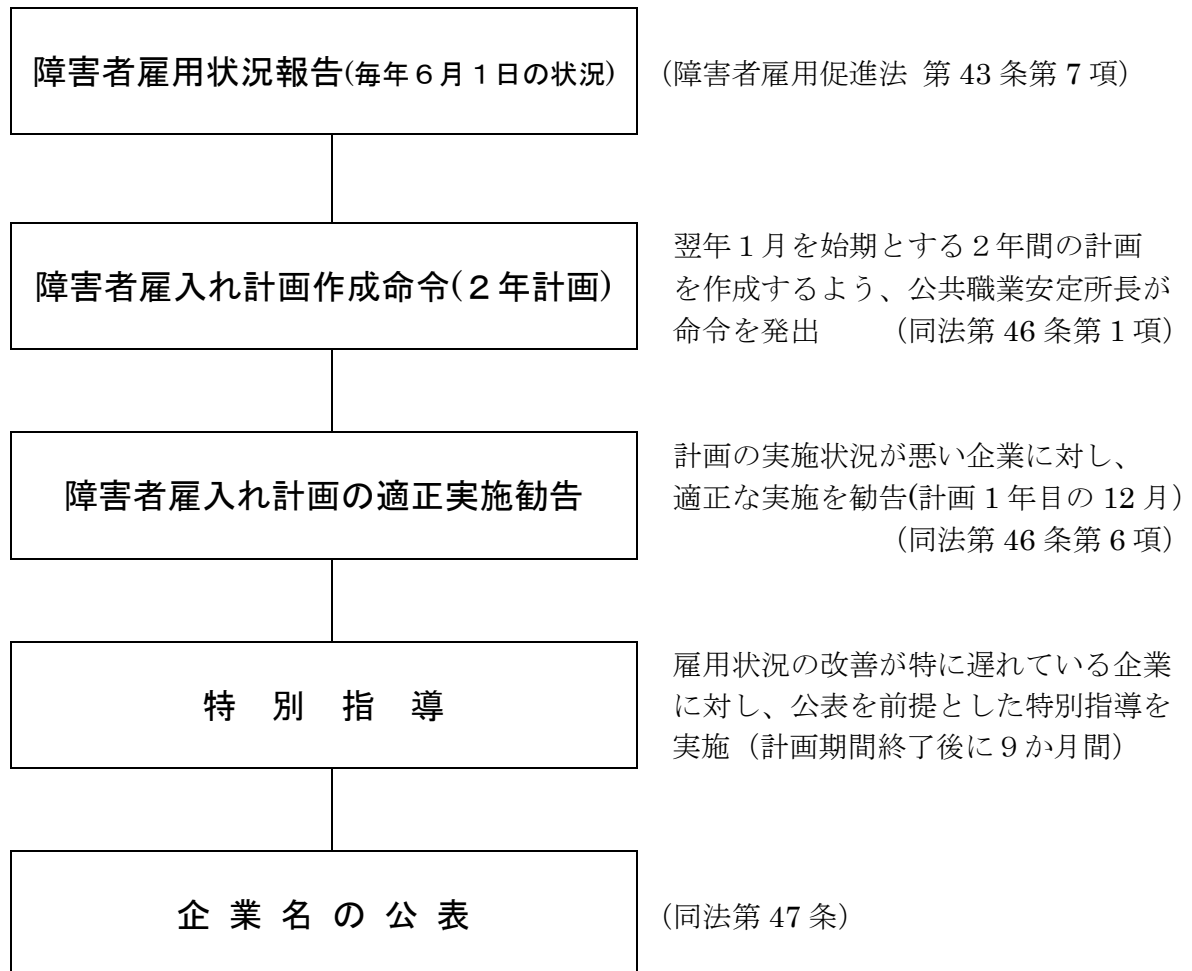 障害者雇用状況報告(毎年６月１日の状況)
（障害者雇用促進法 第 43 条第 7 項）
障害者雇入れ計画作成命令(２年計画)
翌年１月を始期とする２年間の計画
を作成するよう、公共職業安定所長が
命令を発出　　（同法第 46 条第１項）
障害者雇入れ計画の適正実施勧告
計画の実施状況が悪い企業に対し、
適正な実施を勧告(計画 1 年目の 12 月)
（同法第 46 条第 6 項）
特　別　指　導
雇用状況の改善が特に遅れている企業
に対し、公表を前提とした特別指導を
実施（計画期間終了後に９か月間）
企 業 名 の 公 表
（同法第 47 条）